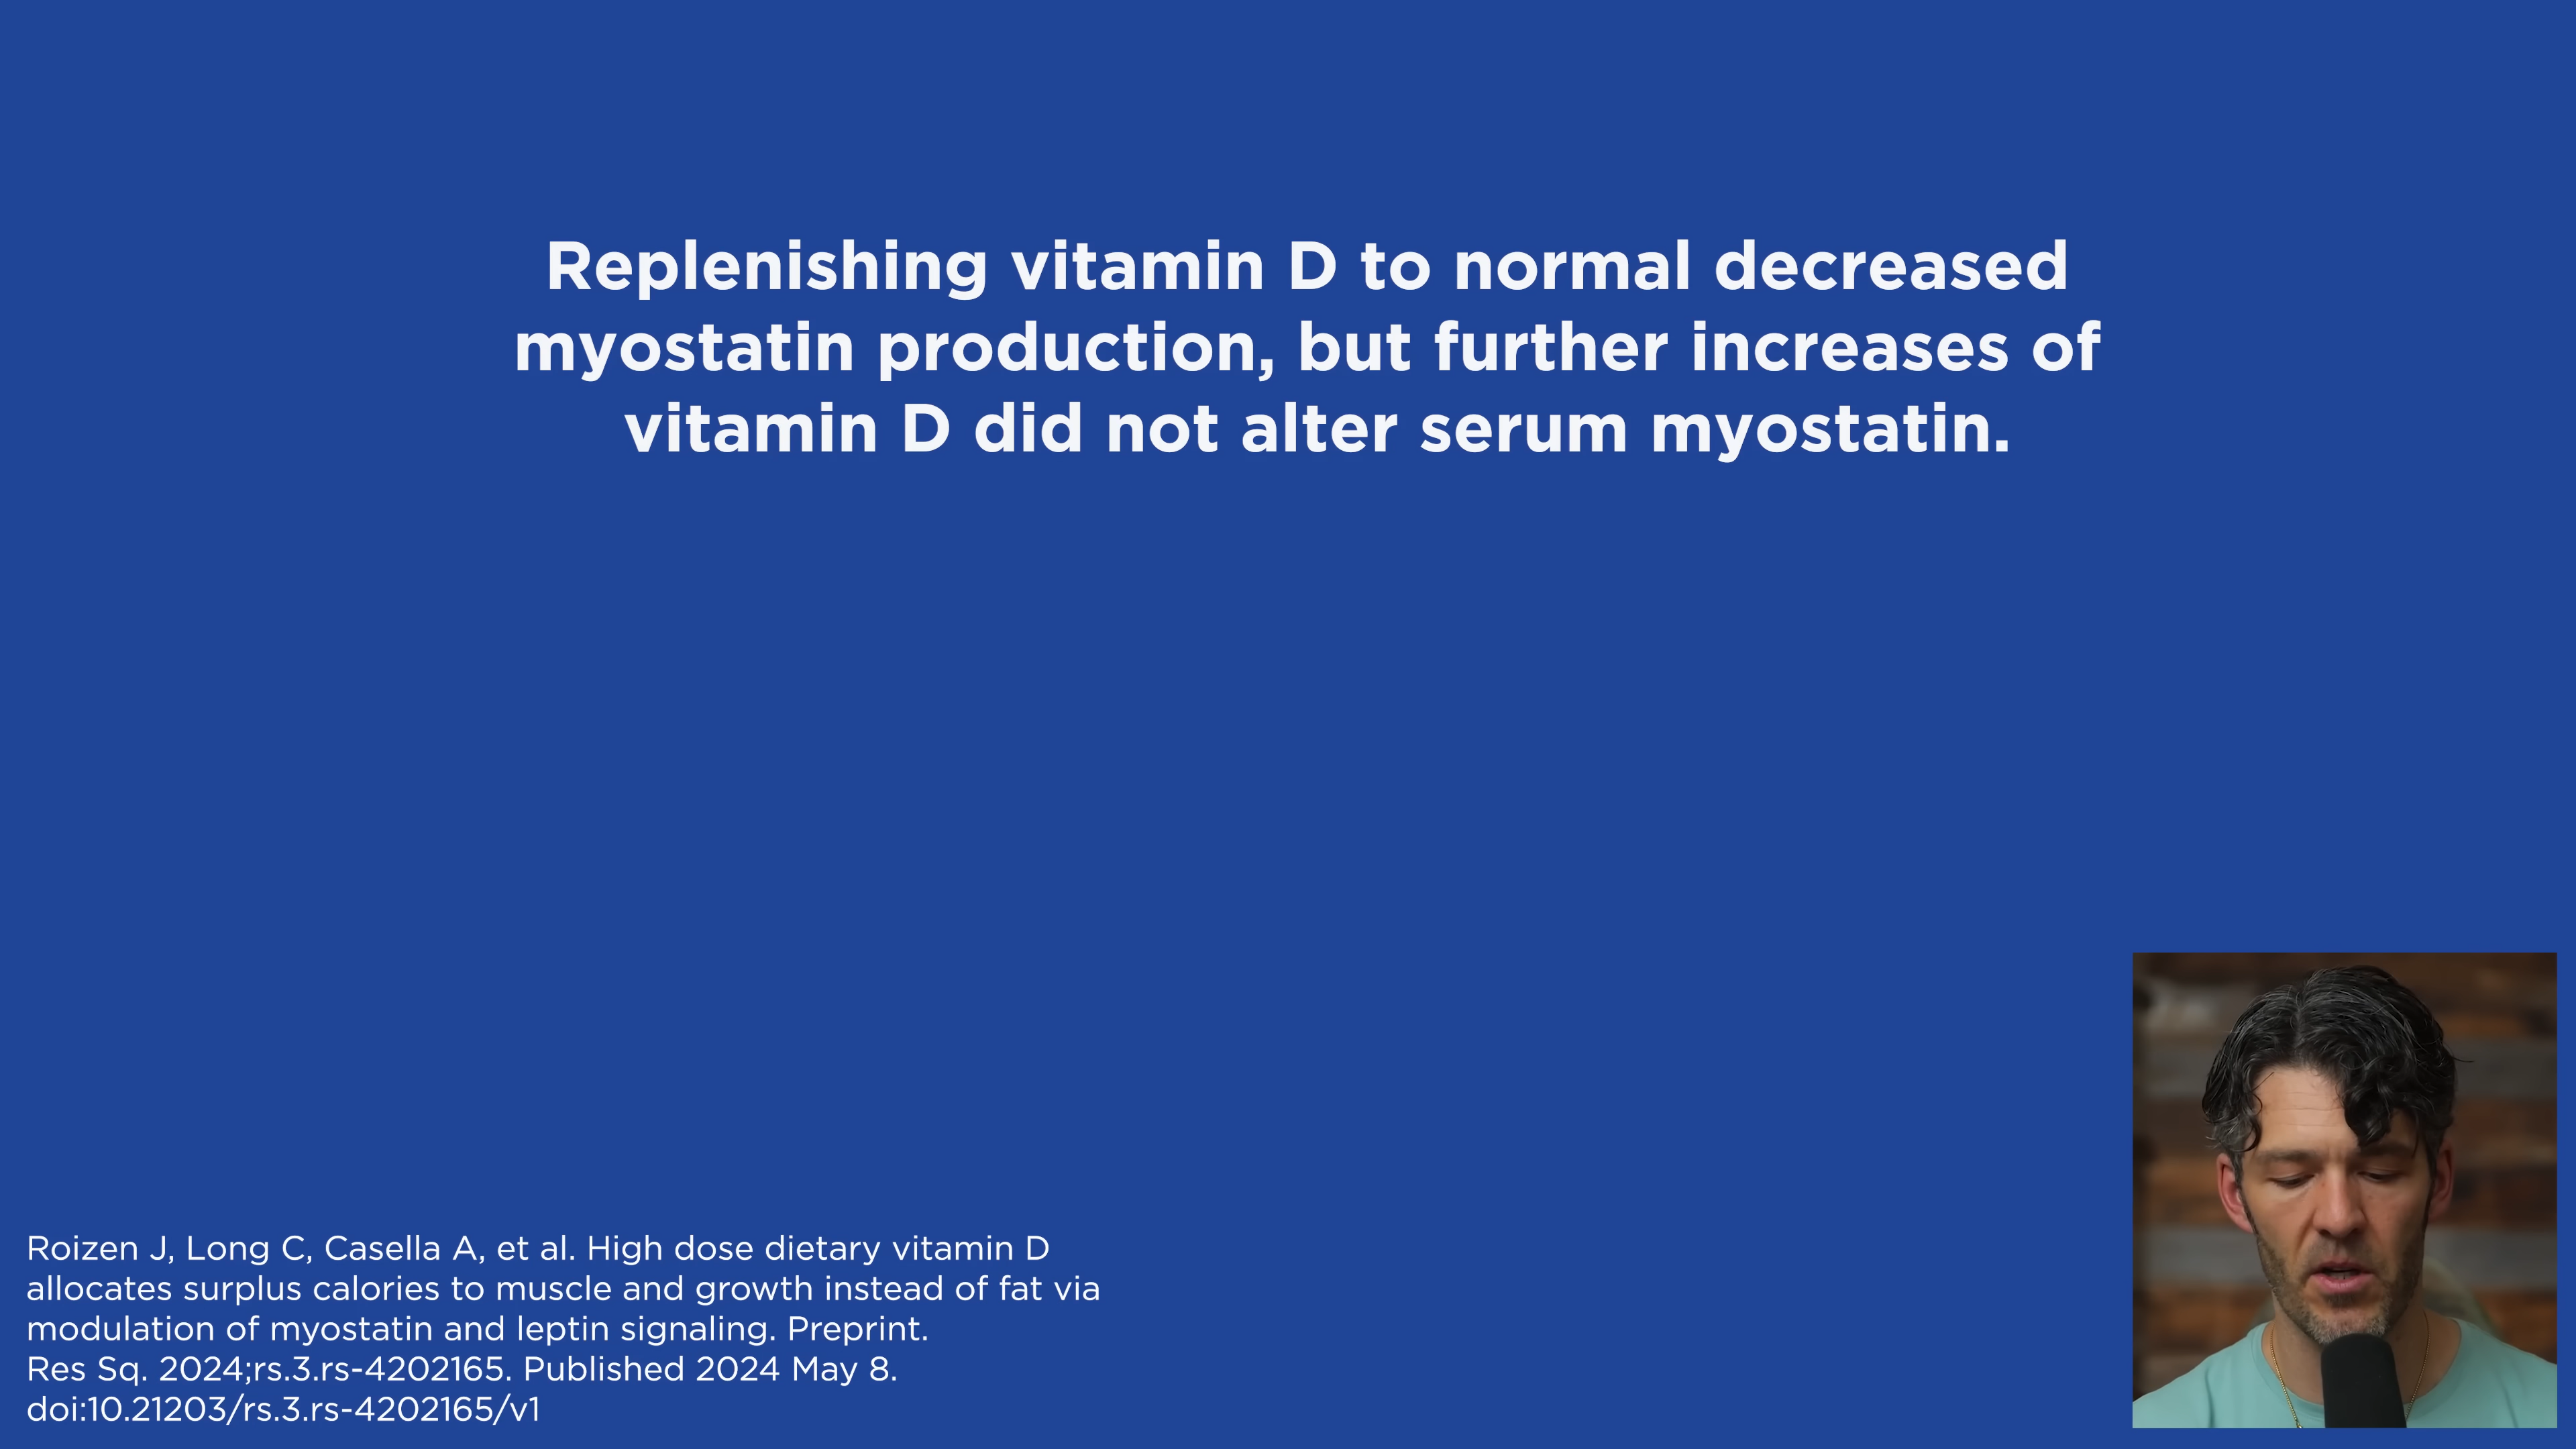 Replenishing vitamin D to normal decreased
myostatin production, but further increases of
vitamin D did not alter serum myostatin.
Roizen J, Long C, Casella A, et al. High dose dietary vitamin D
allocates surplus calories to muscle and growth instead of fat via
modulation of myostatin and leptin signaling. Preprint.
Res Sq. 2024;rs.3.rs-4202165. Published 2024 May 8.
doi:10.21203/rs.3.rs-4202165/v1